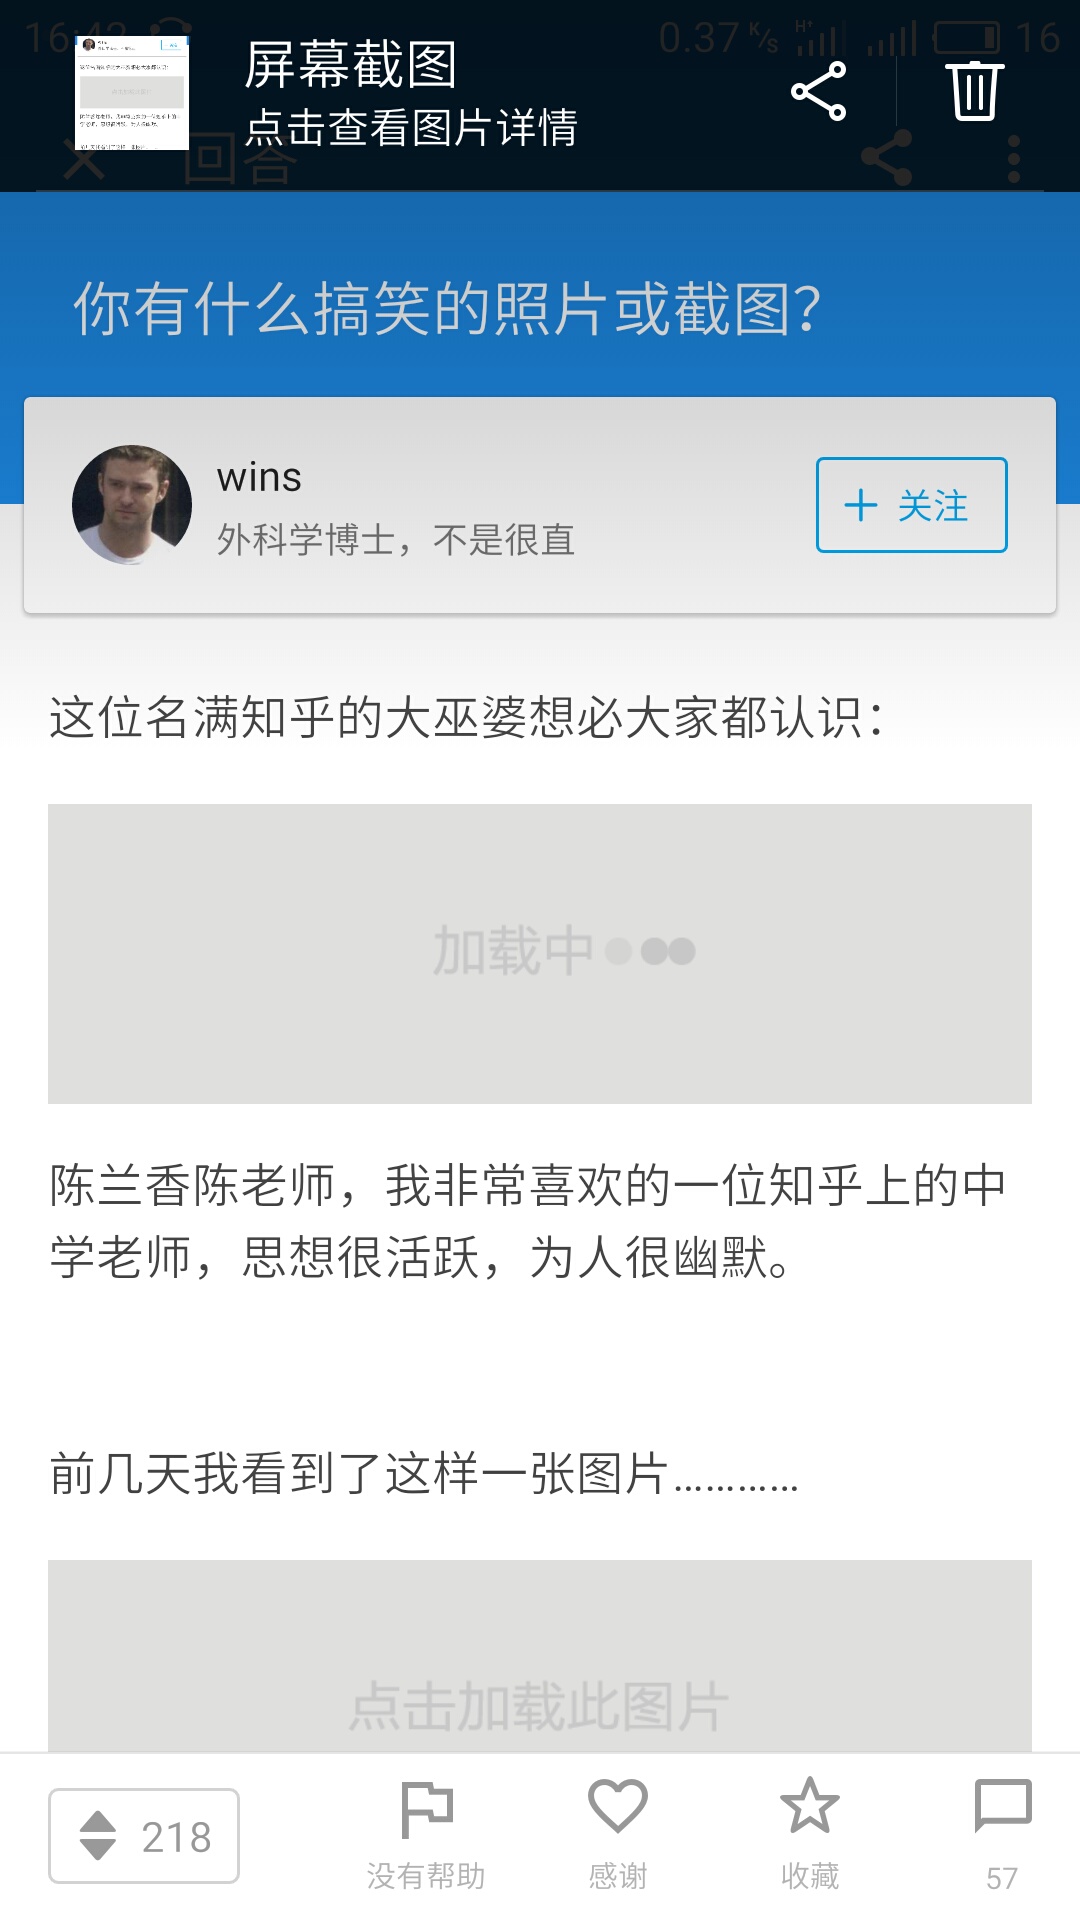 16:42
0.37 K/s
H+
16
屏幕截图
点击查看图片详情
回答
你有什么搞笑的照片或截图？
wins
外科学博士，不是很直
关注
这位名满知乎的大巫婆想必大家都认识：
加载中
陈兰香陈老师，我非常喜欢的一位知乎上的中
学老师，思想很活跃，为人很幽默。
前几天我看到了这样一张图片…………
点击加载此图片
218
没有帮助
感谢
收藏
57